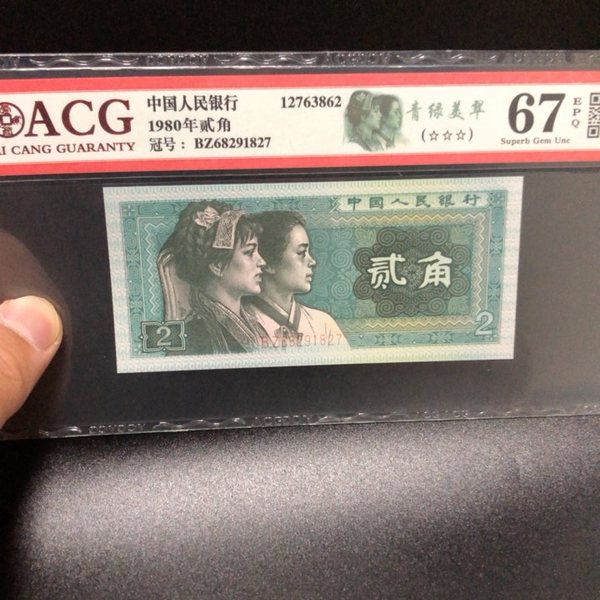 ACG
AI CANG GUARANTY
中国人民银行
1980年贰角
冠号： BZ68291827
12763862
青绿美翠
(☆☆☆)
67
EPQ
Superb Gem Unc
中国人民银行
贰角
2
2
BZ68291827